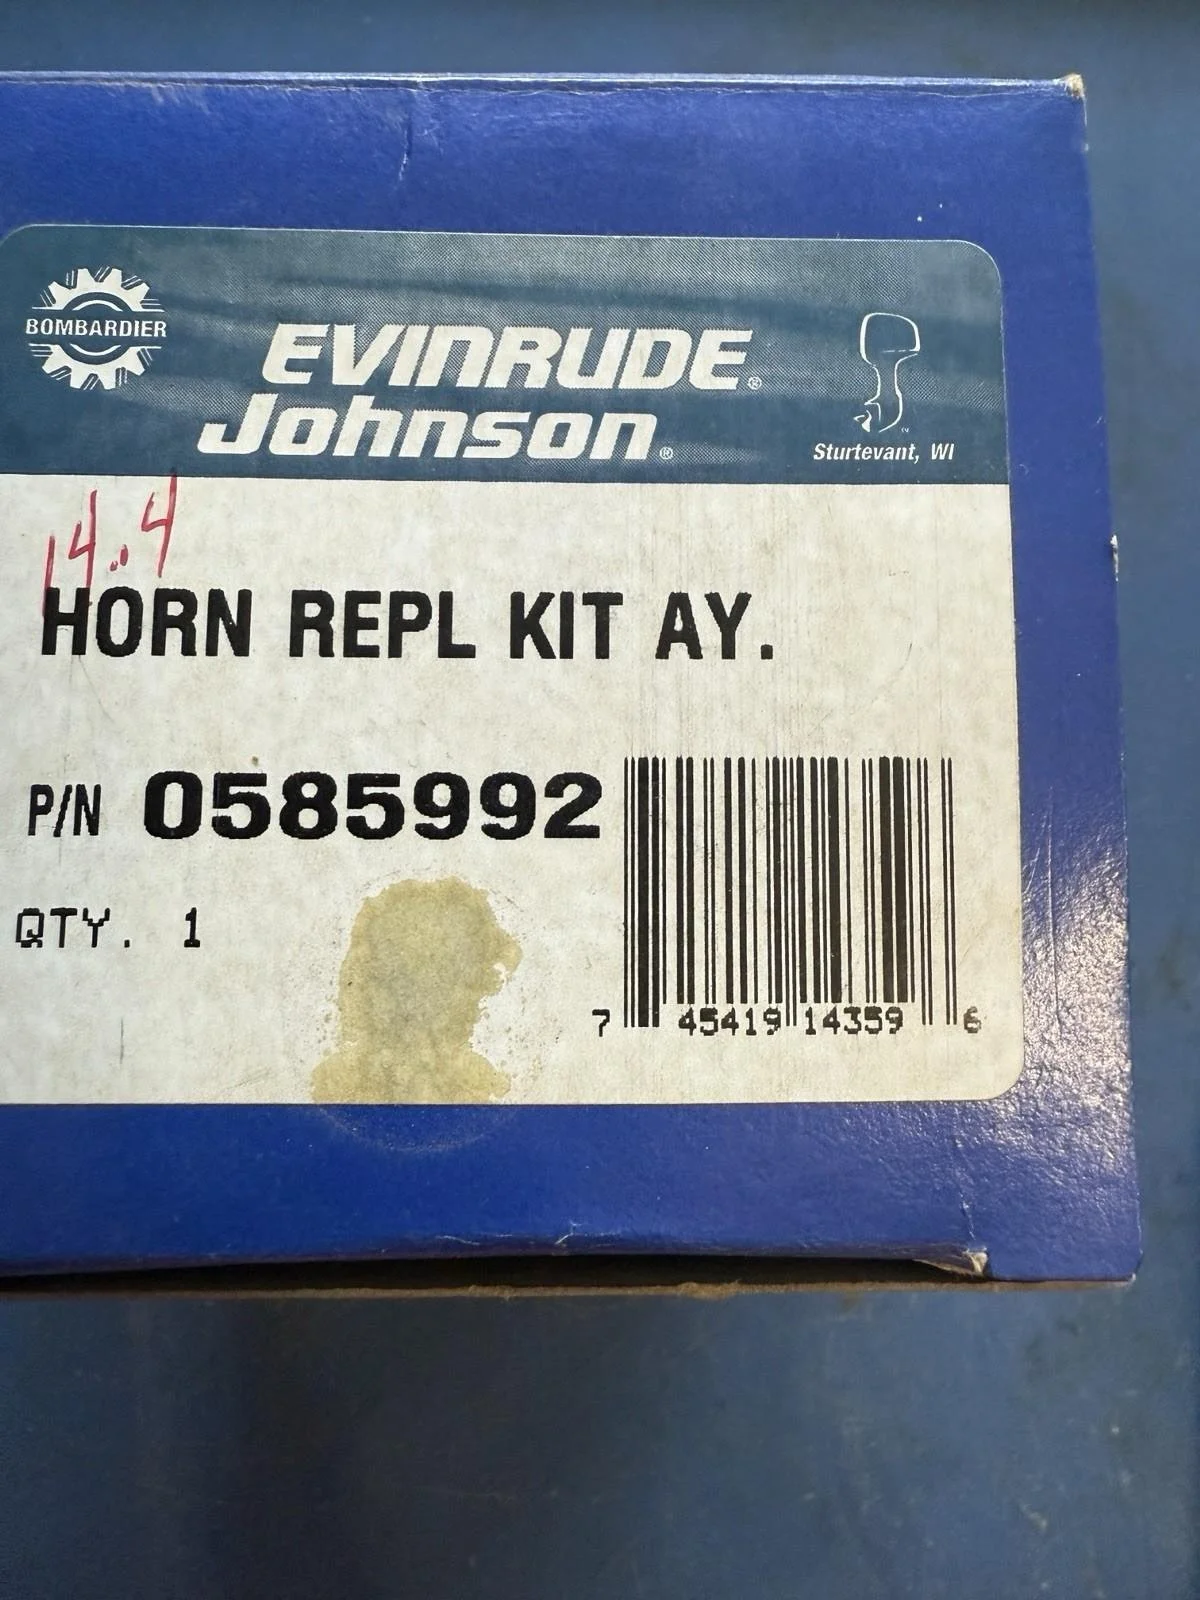 BOMBARDIER
EVINRUDE®
Johnson®
Sturtevant, WI
14.4
HORN REPL KIT AY.
P/N 0585992
QTY. 1
7 45419 14359 6